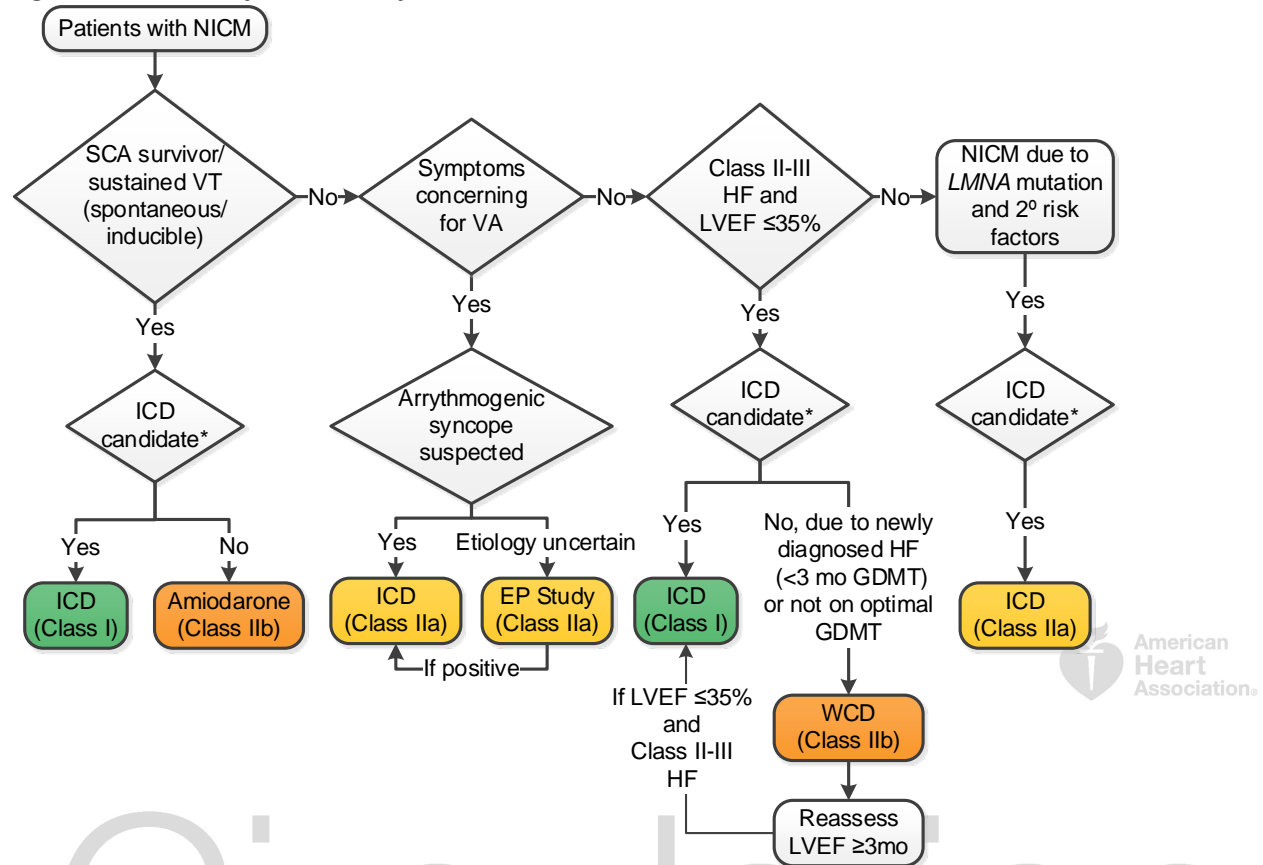 Patients with NICM
SCA survivor/
sustained VT
(spontaneous/
inducible)
No
Symptoms
concerning
for VA
No
Class II-III
HF and
LVEF ≤35%
No
NICM due to
LMNA mutation
and 2º risk
factors
Yes
Yes
Yes
Yes
ICD
candidate*
Arrythmogenic
syncope
suspected
ICD
candidate*
ICD
candidate*
Yes
No
Yes
Etiology uncertain
Yes
No, due to newly
diagnosed HF
(<3 mo GDMT)
or not on optimal
GDMT
Yes
ICD
(Class I)
Amiodarone
(Class IIb)
ICD
(Class IIa)
EP Study
(Class IIa)
If positive
ICD
(Class I)
ICD
(Class IIa)
American
Heart
Association®
If LVEF ≤35%
and
Class II-III
HF
WCD
(Class IIb)
Reassess
LVEF ≥3mo